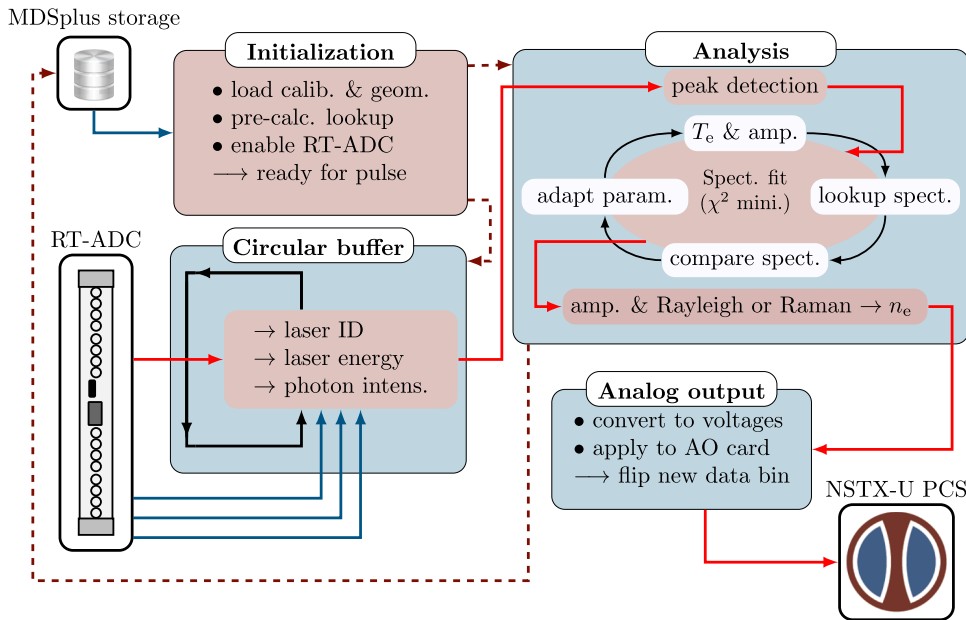 MDSplus storage
Initialization
• load calib. & geom.
• pre-calc. lookup
• enable RT-ADC
⟶ ready for pulse
RT-ADC
Circular buffer
→ laser ID
→ laser energy
→ photon intens.
Analysis
peak detection
Tₑ & amp.
Spect. fit
(χ² mini.)
adapt param.
lookup spect.
compare spect.
amp. & Rayleigh or Raman → nₑ
Analog output
• convert to voltages
• apply to AO card
⟶ flip new data bin
NSTX-U PCS